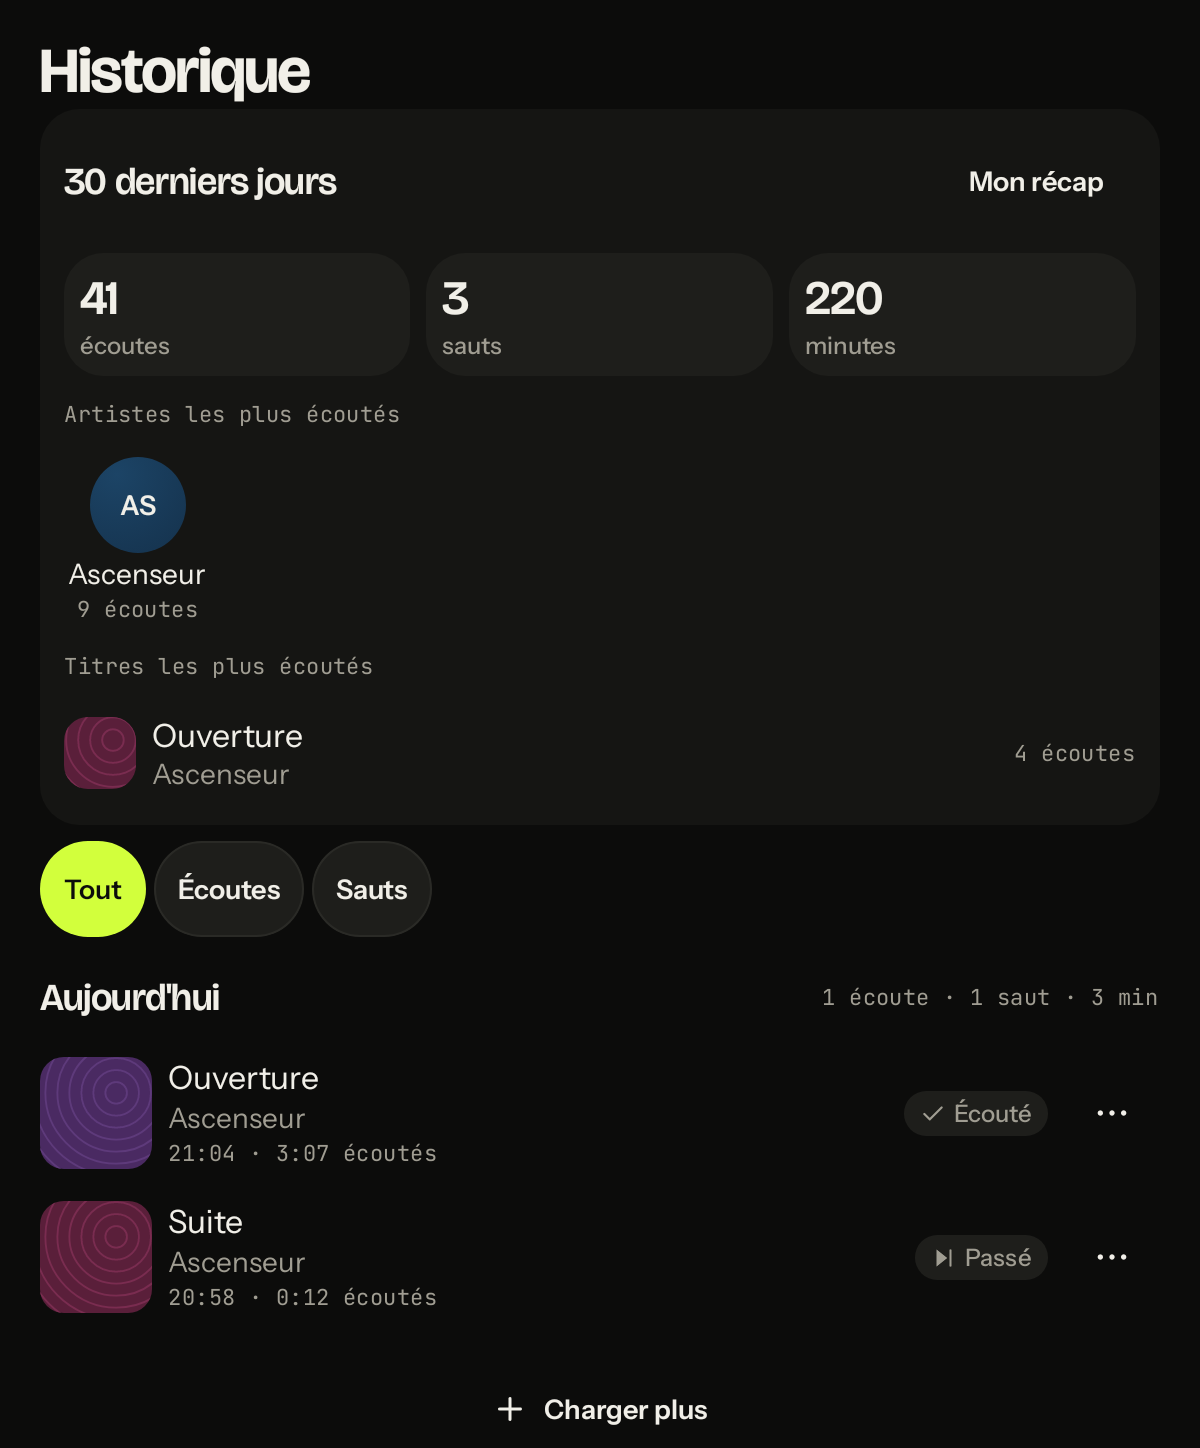 Historique
30 derniers jours
Mon récap
41
écoutes
3
sauts
220
minutes
Artistes les plus écoutés
AS
Ascenseur
9 écoutes
Titres les plus écoutés
Ouverture
Ascenseur
4 écoutes
Tout
Écoutes
Sauts
Aujourd'hui
1 écoute · 1 saut · 3 min
Ouverture
Ascenseur
21:04 · 3:07 écoutés
Écouté
Suite
Ascenseur
20:58 · 0:12 écoutés
Passé
Charger plus